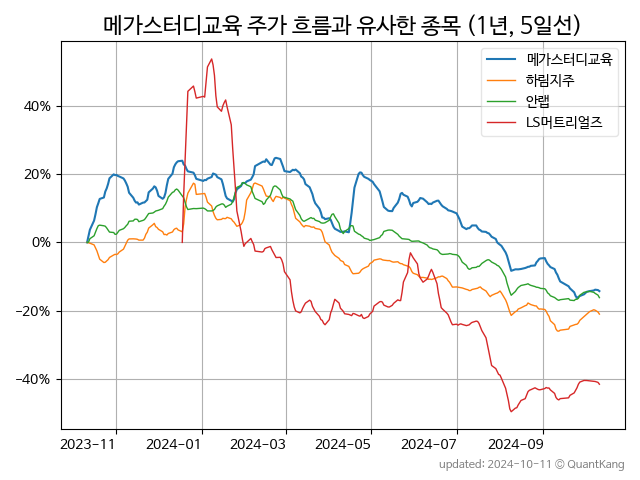 메가스터디교육 주가 흐름과 유사한 종목 (1년, 5일선)
메가스터디교육
하림지주
안랩
LS머트리얼즈
40%
20%
0%
−20%
−40%
2023-11 2024-01 2024-03 2024-05 2024-07 2024-09
updated: 2024-10-11 © QuantKang